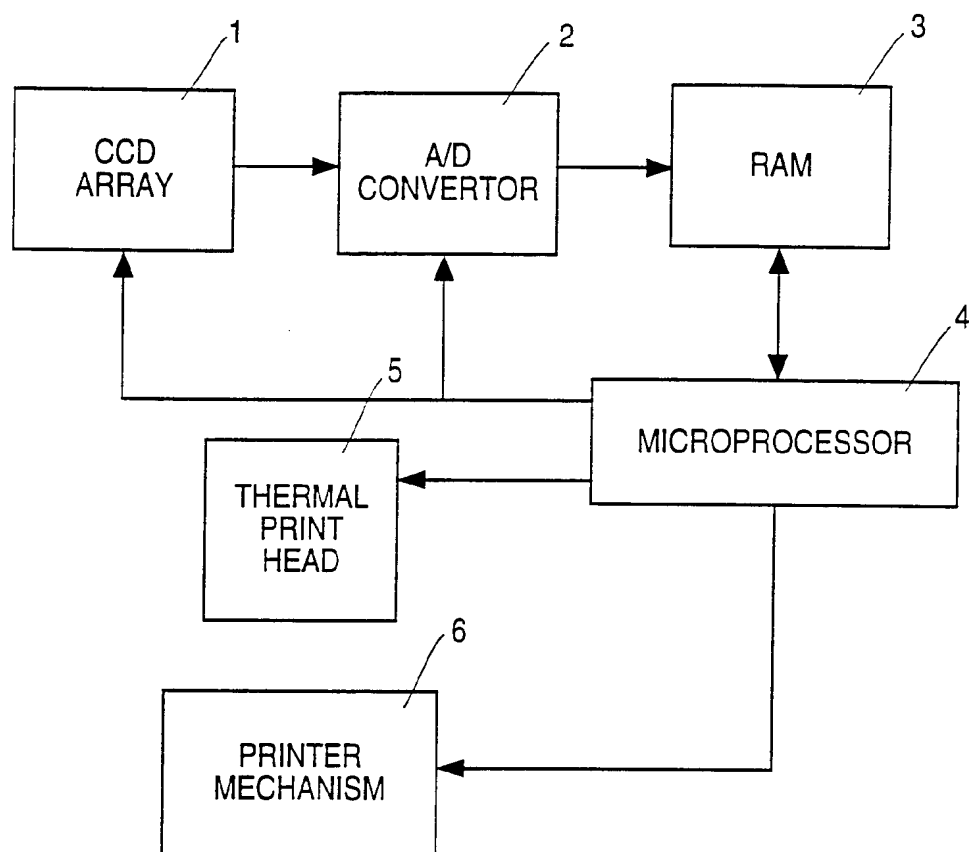 1
2
3
CCD
ARRAY
A/D
CONVERTOR
RAM
4
5
MICROPROCESSOR
THERMAL
PRINT
HEAD
6
PRINTER
MECHANISM